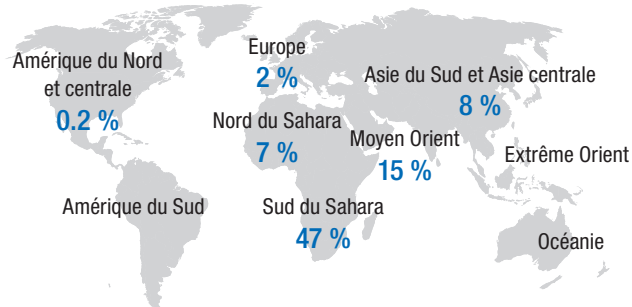 Amérique du Nord
et centrale
0.2 %
Europe
2 %
Asie du Sud et Asie centrale
8 %
Nord du Sahara
7 %
Moyen Orient
15 %
Extrême Orient
Amérique du Sud
Sud du Sahara
47 %
Océanie